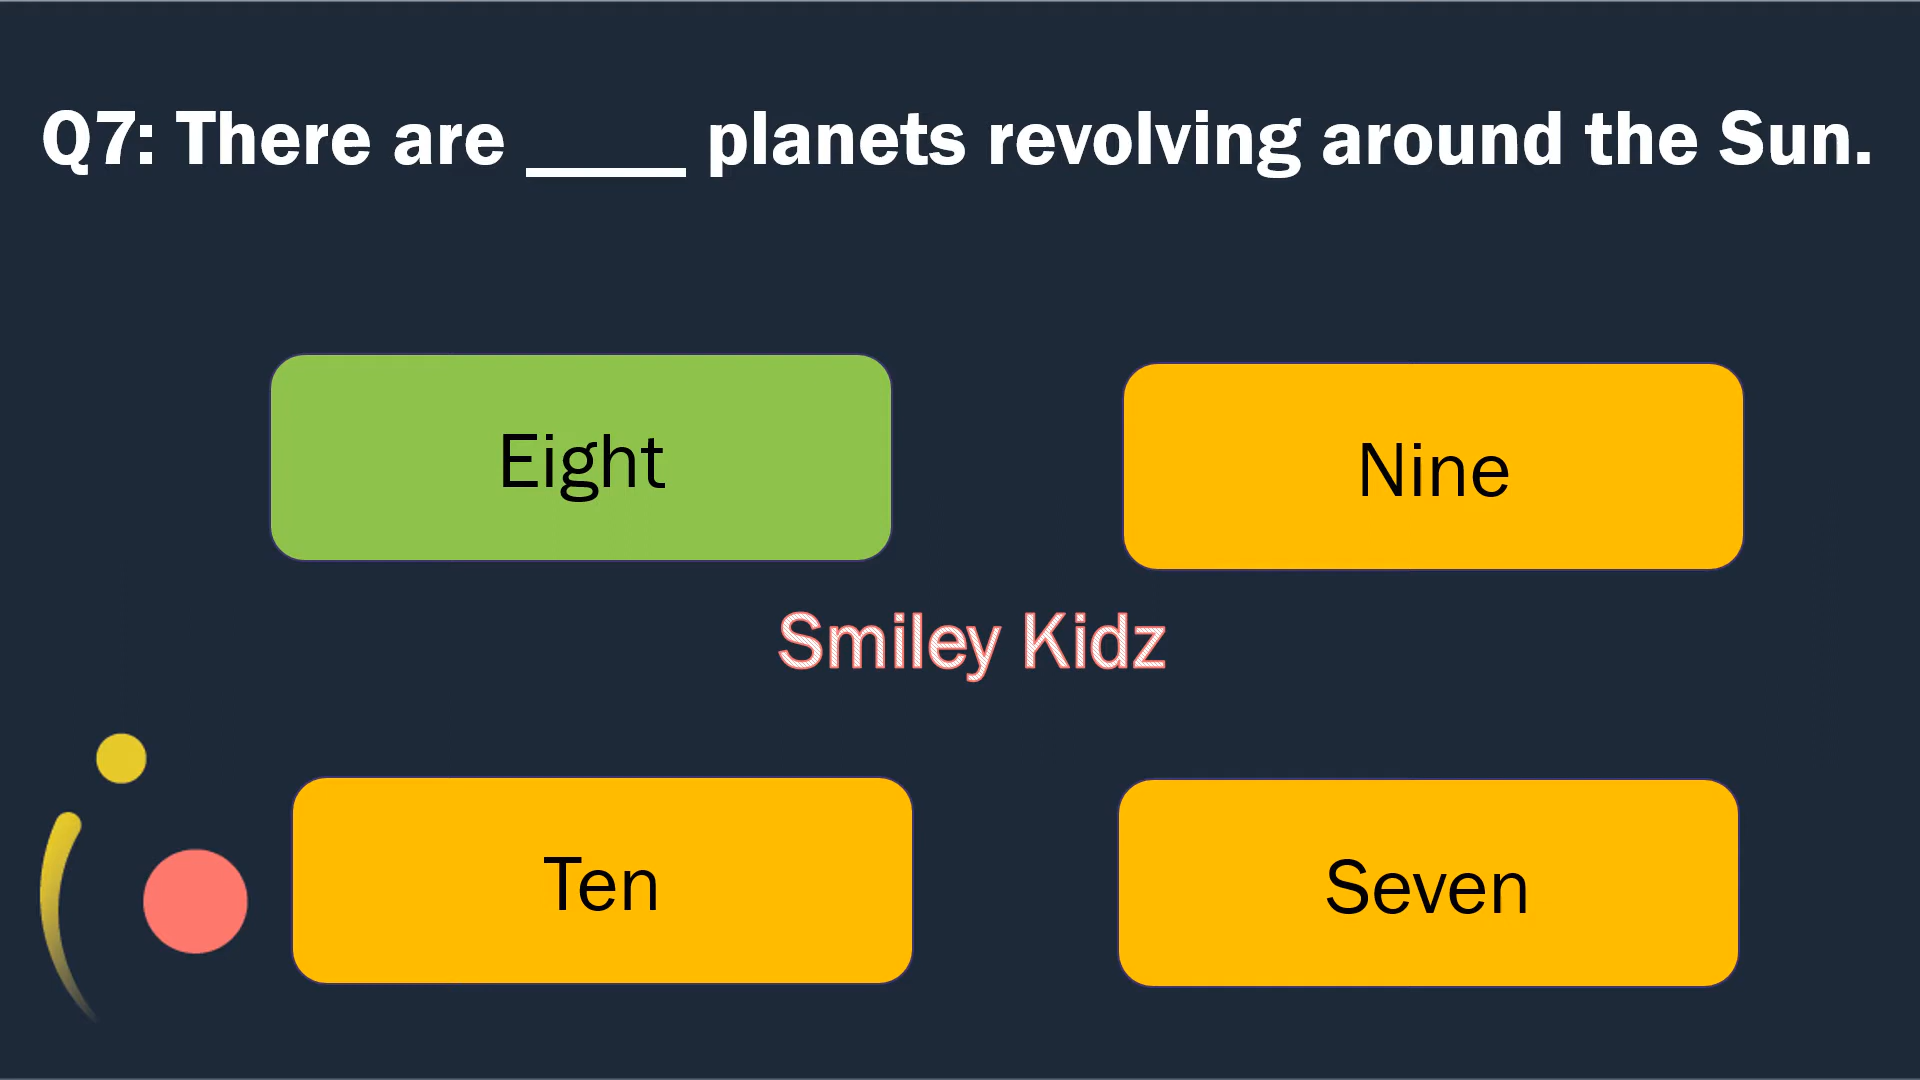 Q7: There are _____ planets revolving around the Sun.
Eight
Nine
Smiley Kidz
Ten
Seven